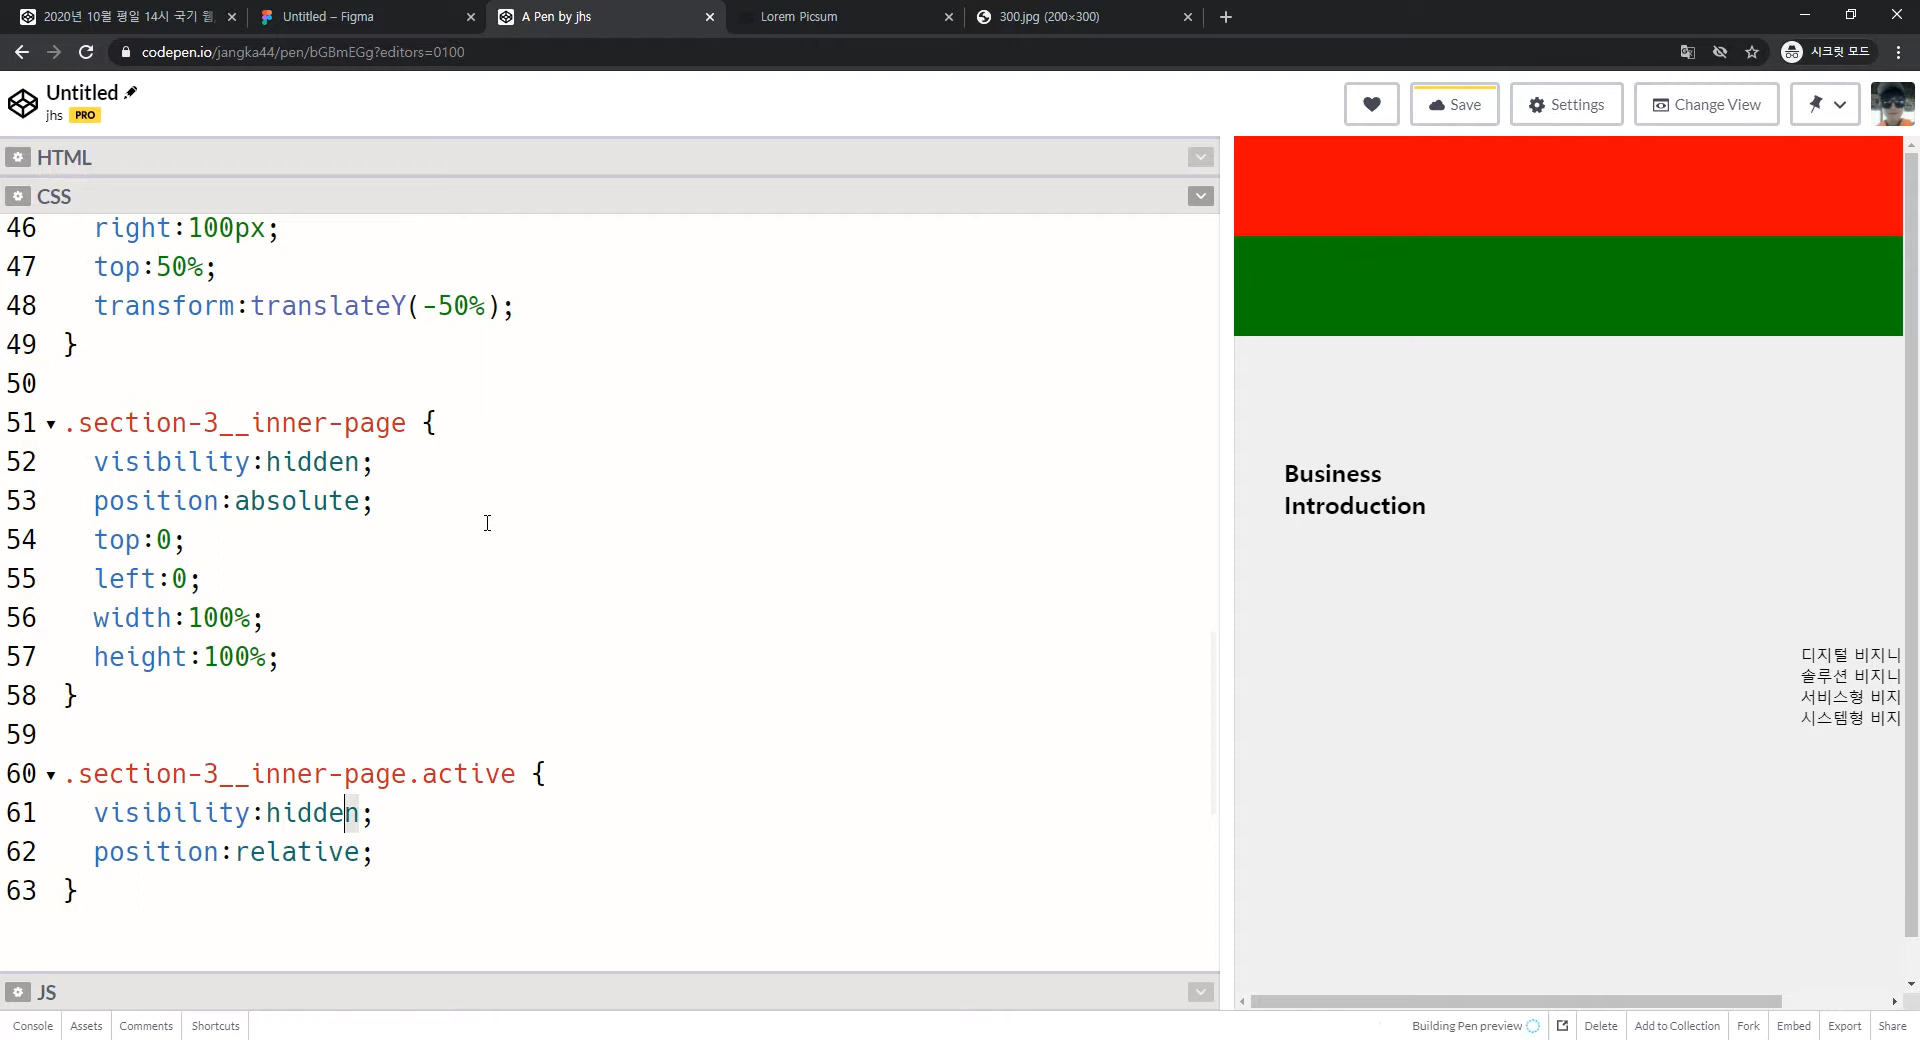 2020년 10월 평일 14시 국기 웹
Untitled – Figma
A Pen by jhs
Lorem Picsum
300.jpg (200×300)
codepen.io/jangka44/pen/bGBmEGg?editors=0100
시크릿 모드
Untitled
jhs PRO
Save
Settings
Change View
HTML
CSS
46 right:100px;
47 top:50%;
48 transform:translateY(-50%);
49 }
50
51 .section-3__inner-page {
52 visibility:hidden;
53 position:absolute;
54 top:0;
55 left:0;
56 width:100%;
57 height:100%;
58 }
59
60 .section-3__inner-page.active {
61 visibility:hidden;
62 position:relative;
63 }
Business
Introduction
디지털 비지니
솔루션 비지니
서비스형 비지
시스템형 비지
JS
Console Assets Comments Shortcuts
Building Pen preview Delete Add to Collection Fork Embed Export Share